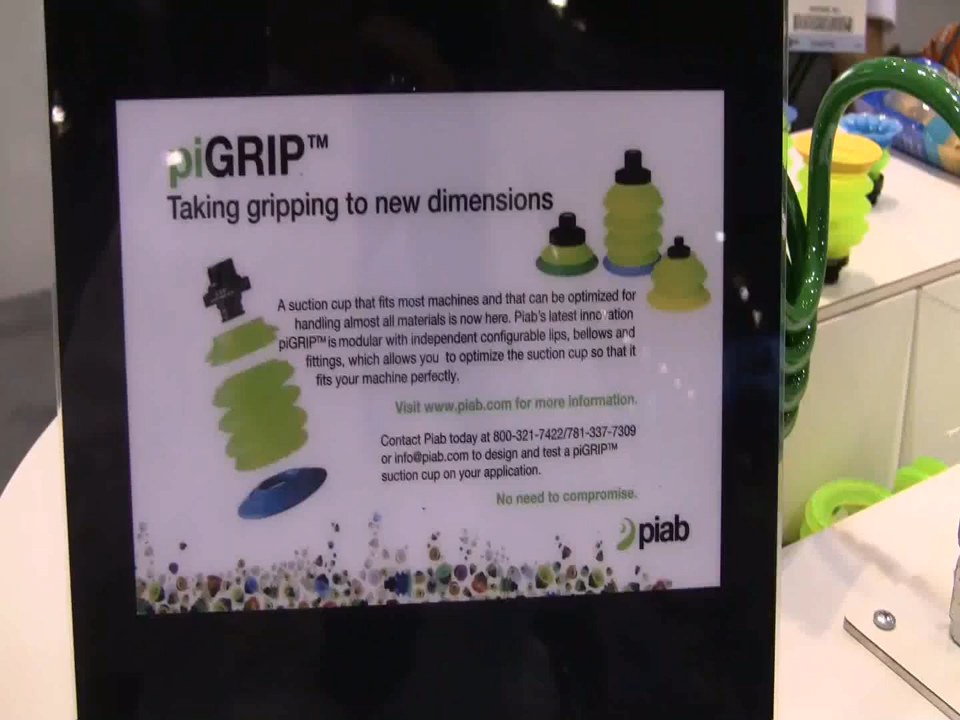 piGRIP™
Taking gripping to new dimensions
A suction cup that fits most machines and that can be optimized for
handling almost all materials is now here. Piab's latest innovation
piGRIP™ is modular with independent configurable lips, bellows and
fittings, which allows you to optimize the suction cup so that it
fits your machine perfectly.
Visit www.piab.com for more information.
Contact Piab today at 800-321-7422/781-337-7309
or info@piab.com to design and test a piGRIP™
suction cup on your application.
No need to compromise.
piab